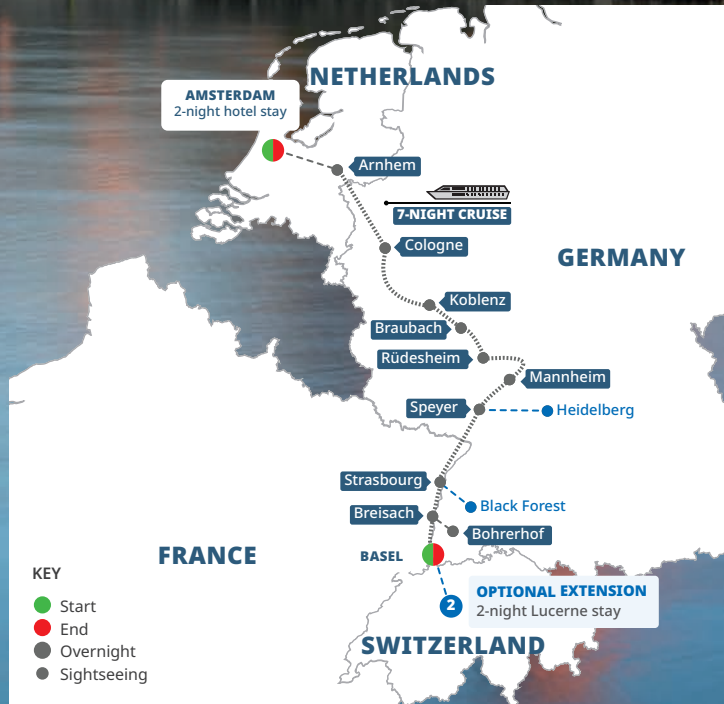 NETHERLANDS
AMSTERDAM
2-night hotel stay
Arnhem
7-NIGHT CRUISE
Cologne
GERMANY
Koblenz
Braubach
Rüdesheim
Mannheim
Speyer
Heidelberg
Strasbourg
Black Forest
Breisach
Bohrerhof
BASEL
FRANCE
OPTIONAL EXTENSION
2
2-night Lucerne stay
SWITZERLAND
KEY
Start
End
Overnight
Sightseeing